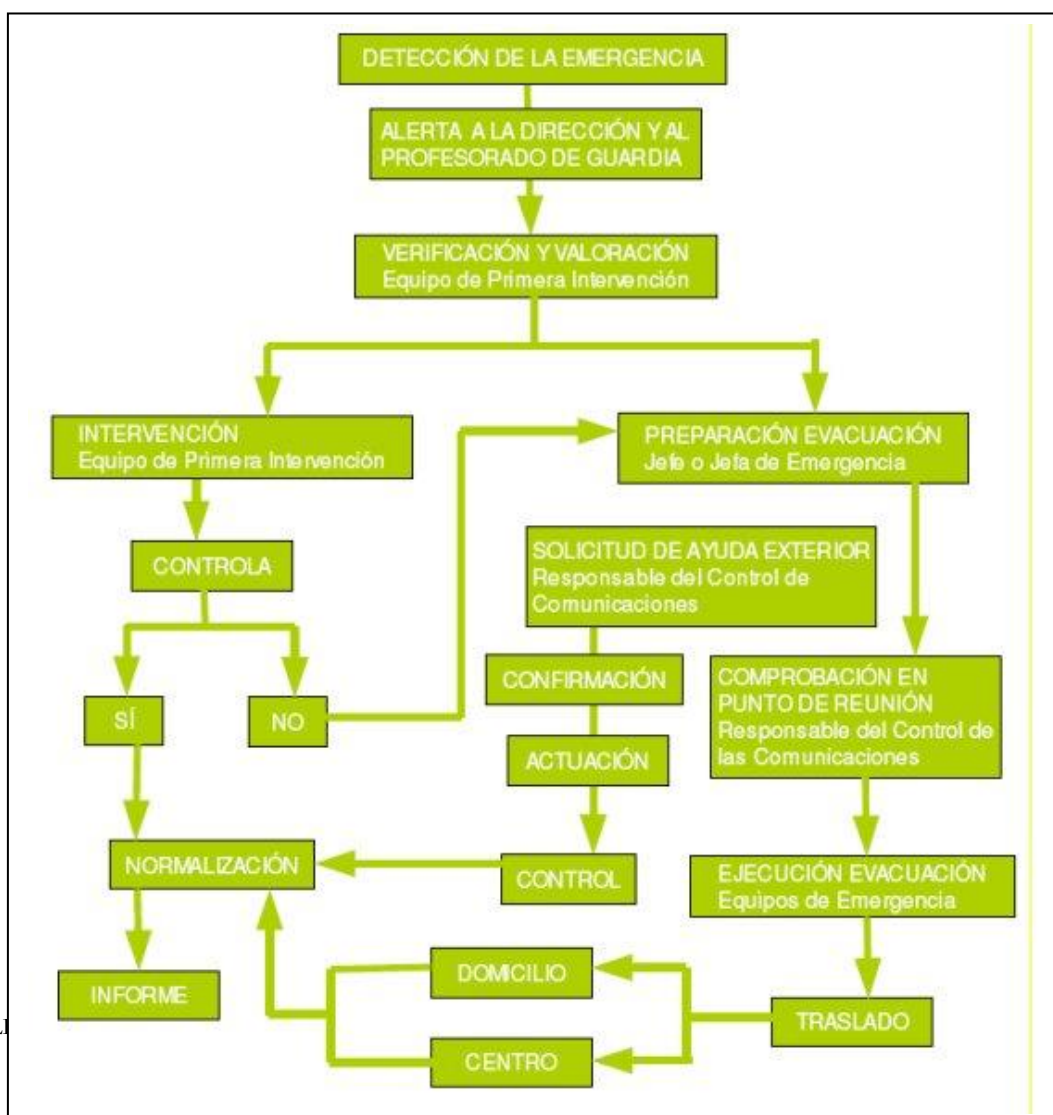 DETECCIÓN DE LA EMERGENCIA
ALERTA A LA DIRECCIÓN Y AL
PROFESORADO DE GUARDIA
VERIFICACIÓN Y VALORACIÓN
Equipo de Primera Intervención
INTERVENCIÓN
Equipo de Primera Intervención
PREPARACIÓN EVACUACIÓN
Jefe o Jefa de Emergencia
CONTROLA
SOLICITUD DE AYUDA EXTERIOR
Responsable del Control de
Comunicaciones
SÍ
NO
CONFIRMACIÓN
COMPROBACIÓN EN
PUNTO DE REUNIÓN
Responsable del Control de
las Comunicaciones
ACTUACIÓN
NORMALIZACIÓN
CONTROL
EJECUCIÓN EVACUACIÓN
Equipos de Emergencia
INFORME
DOMICILIO
CENTRO
TRASLADO